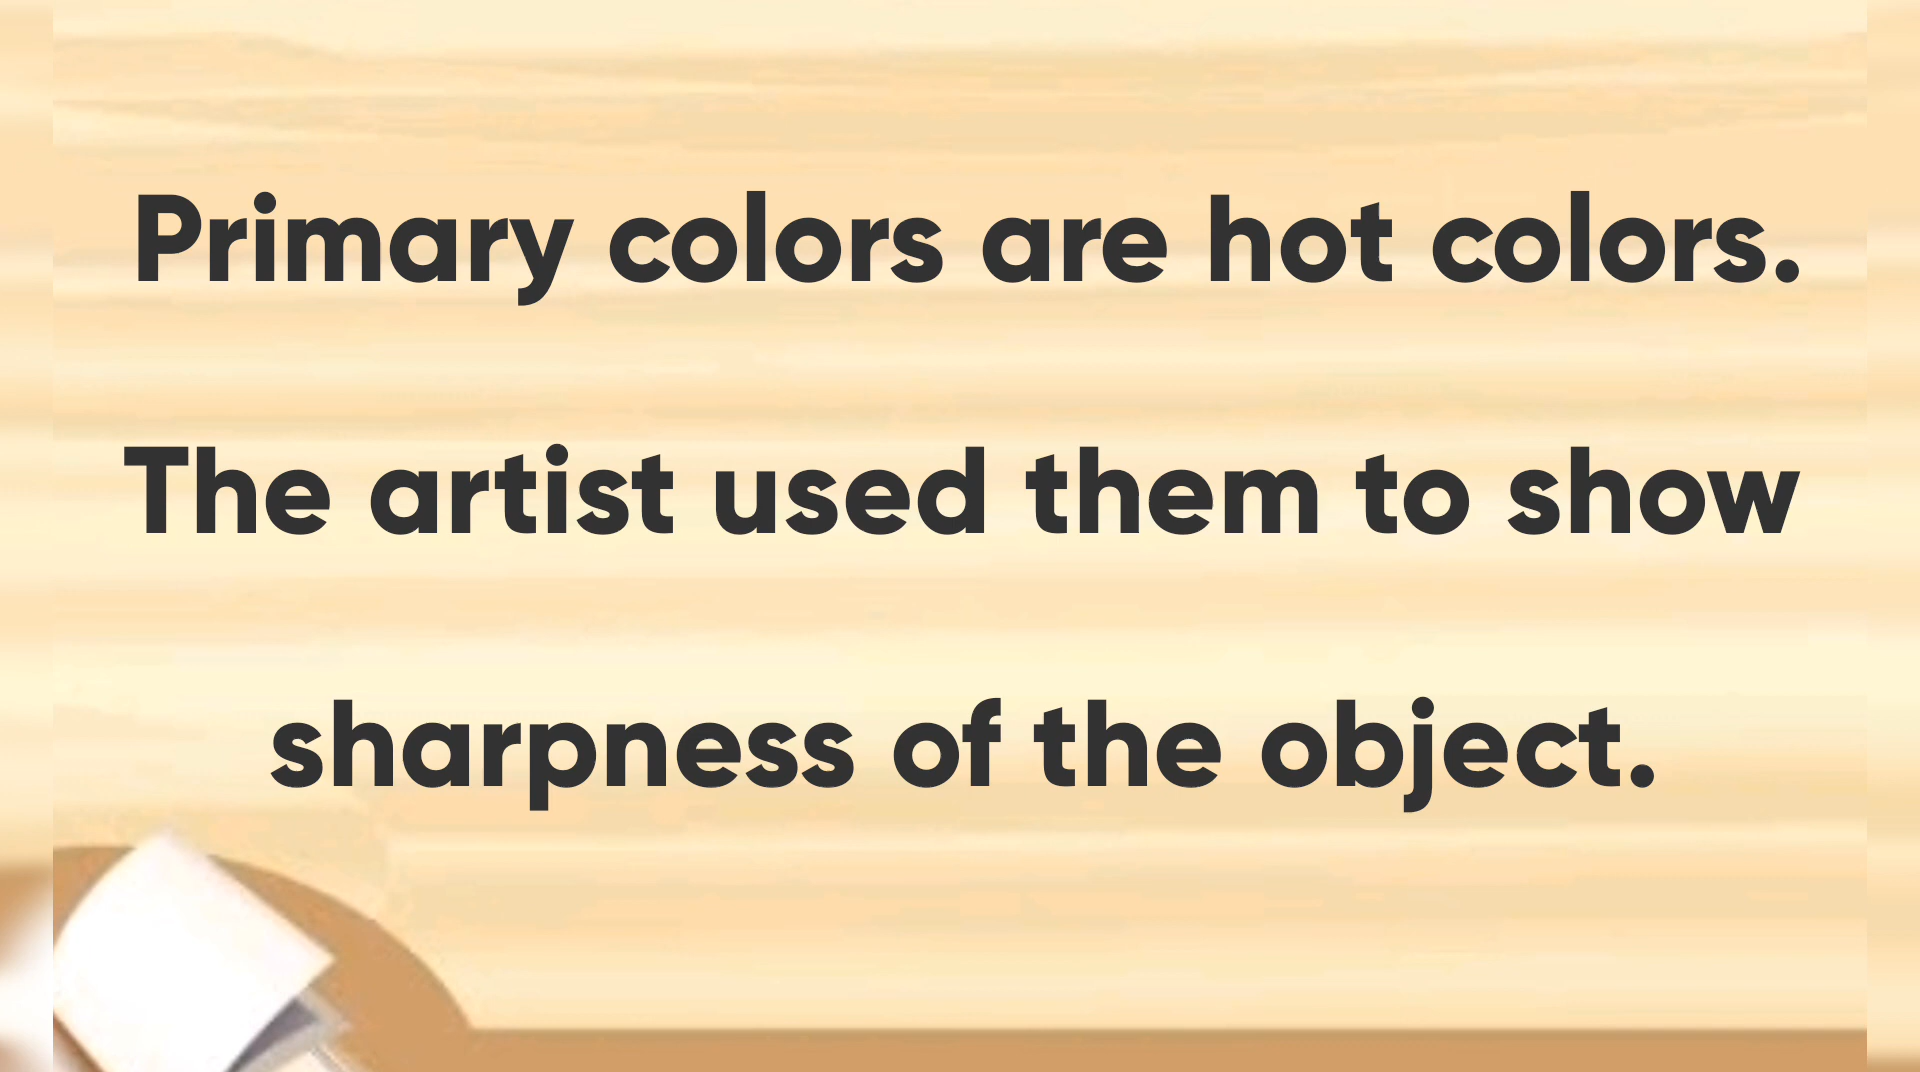 Primary colors are hot colors.
The artist used them to show
sharpness of the object.